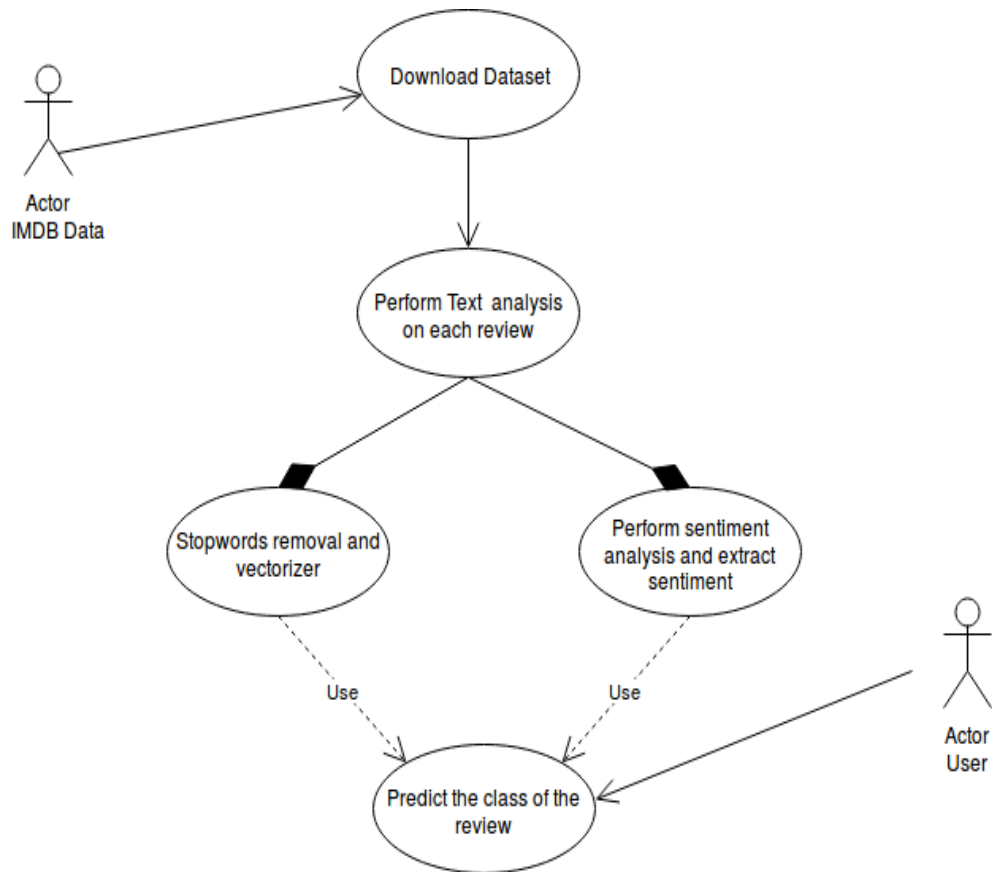 Download Dataset
Actor
IMDB Data
Perform Text analysis
on each review
Stopwords removal and
vectorizer
Perform sentiment
analysis and extract
sentiment
Use
Use
Actor
User
Predict the class of the
review